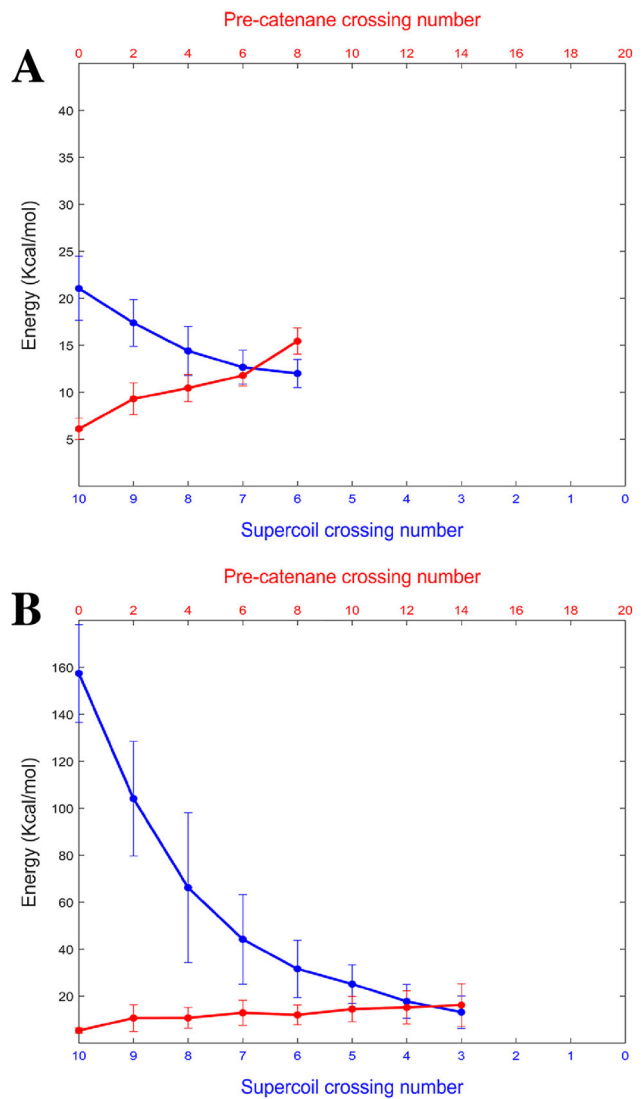 Pre-catenane crossing number
A
0 2 4 6 8 10 12 14 16 18 20
Energy (Kcal/mol)
40
35
30
25
20
15
10
5
10 9 8 7 6 5 4 3 2 1 0
Supercoil crossing number
Pre-catenane crossing number
B
0 2 4 6 8 10 12 14 16 18 20
Energy (Kcal/mol)
160
140
120
100
80
60
40
20
10 9 8 7 6 5 4 3 2 1 0
Supercoil crossing number